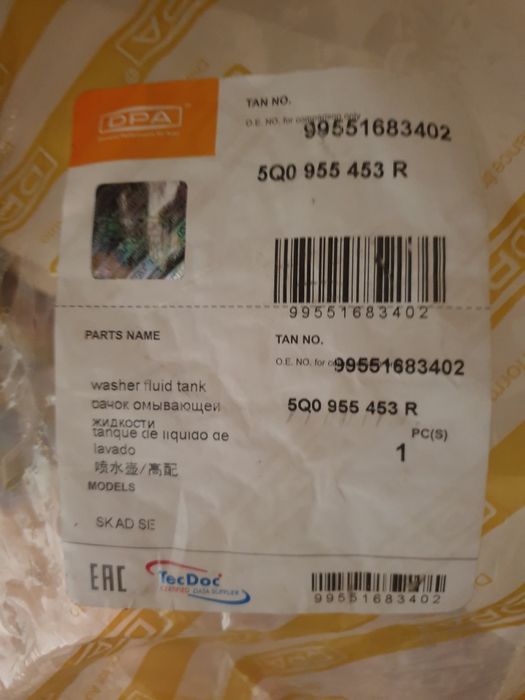 DPA
TAN NO.
O.E. NO. for comparison only
99551683402
5Q0 955 453 R
99551683402
PARTS NAME
TAN NO.
O.E. NO. for
99551683402
washer fluid tank
бачок омывающей
жидкости
tanque de liquido de
lavado
喷水壶/高配
5Q0 955 453 R
PC(S)
1
MODELS
SKAD SE
EAC
TecDoc
CERTIFIED DATA SUPPLIER
99551683402